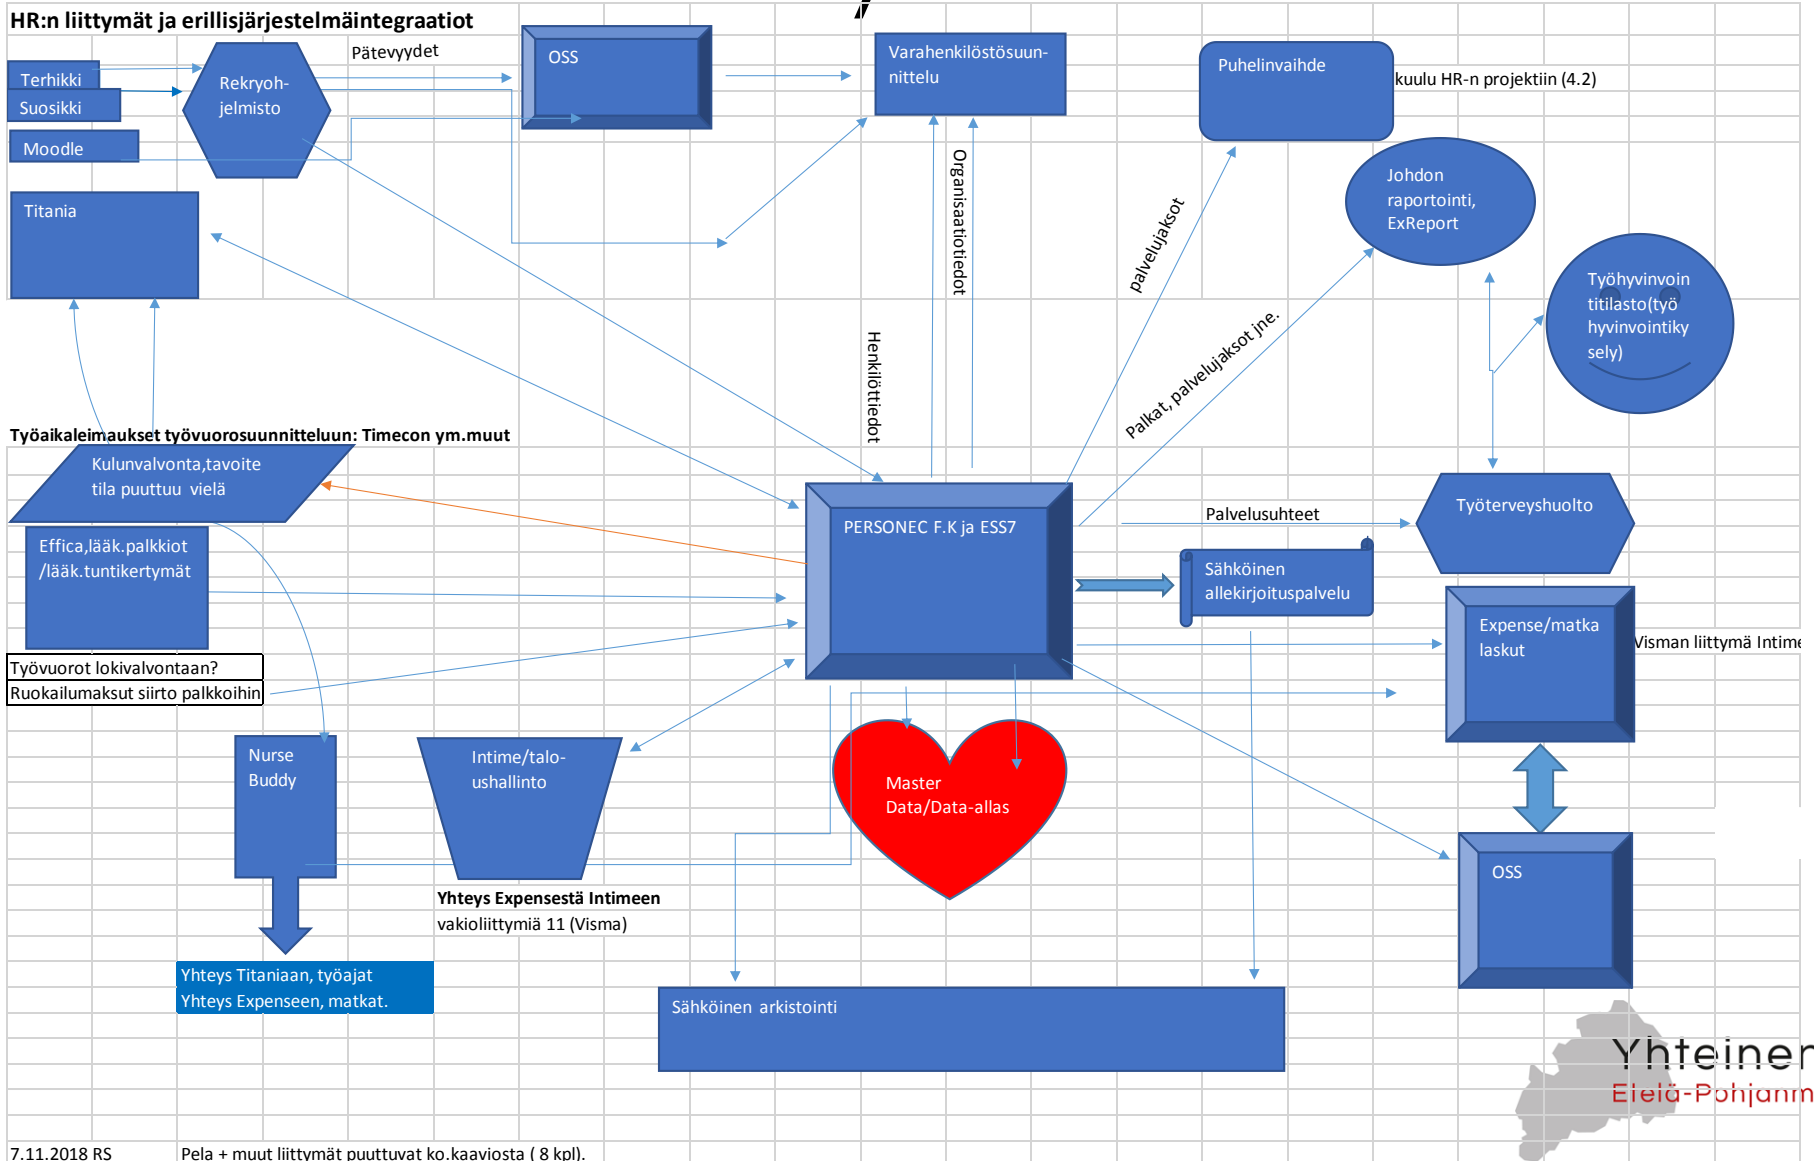 HR:n liittymät ja erillisjärjestelmäintegraatiot
Terhikki
Suosikki
Moodle
Rekryoh-
jelmisto
Pätevyydet
OSS
Varahenkilöstösuun-
nittelu
Puhelinvaihde
kuulu HR-n projektiin (4.2)
Titania
Organisaatiotiedot
Henkilöttiedot
palvelujaksot
Palkat, palvelujaksot jne.
Johdon
raportointi,
ExReport
Työhyvinvoin
titilasto(työ
hyvinvointiky
sely)
Työaikaleimaukset työvuorosuunnitteluun: Timecon ym.muut
Kulunvalvonta,tavoite
tila puuttuu vielä
Effica,lääk.palkkiot
/lääk.tuntikertymät
PERSONEC F.K ja ESS7
Palvelusuhteet
Työterveyshuolto
Sähköinen
allekirjoituspalvelu
Expense/matka
laskut
Visman liittymä Intime
Työvuorot lokivalvontaan?
Ruokailumaksut siirto palkkoihin
Nurse
Buddy
Intime/talo-
ushallinto
Master
Data/Data-allas
OSS
Yhteys Expensestä Intimeen
vakioliittymiä 11 (Visma)
Yhteys Titaniaan, työajat
Yhteys Expenseen, matkat.
Sähköinen arkistointi
Yhteinen
Etelä-Pohjanm
7.11.2018 RS
Pela + muut liittymät puuttuvat ko.kaaviosta ( 8 kpl).